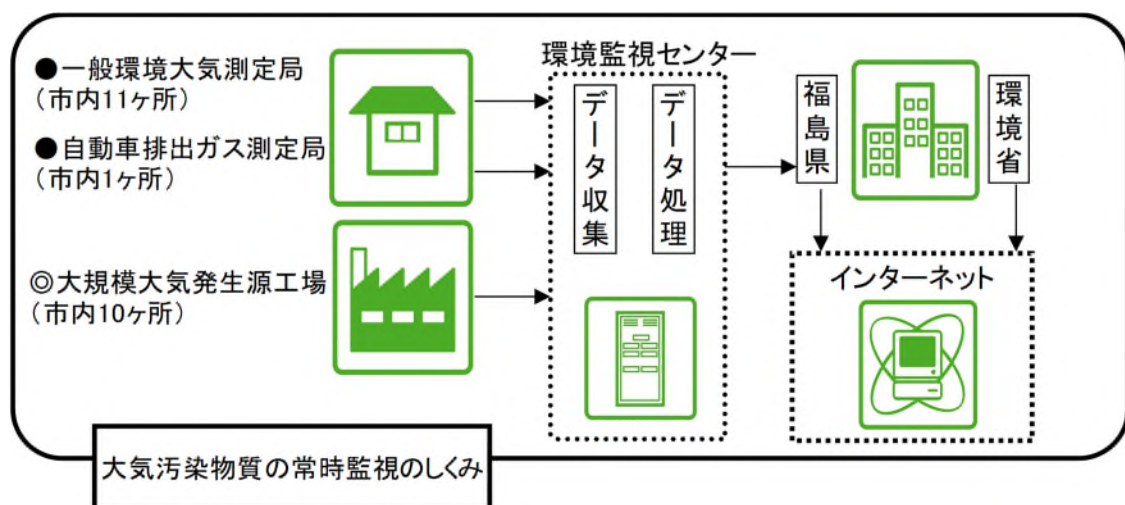 ●一般環境大気測定局
(市内11ヶ所)
●自動車排出ガス測定局
(市内1ヶ所)
◎大規模大気発生源工場
(市内10ヶ所)
環境監視センター
データ収集
データ処理
福島県
環境省
インターネット
大気汚染物質の常時監視のしくみ